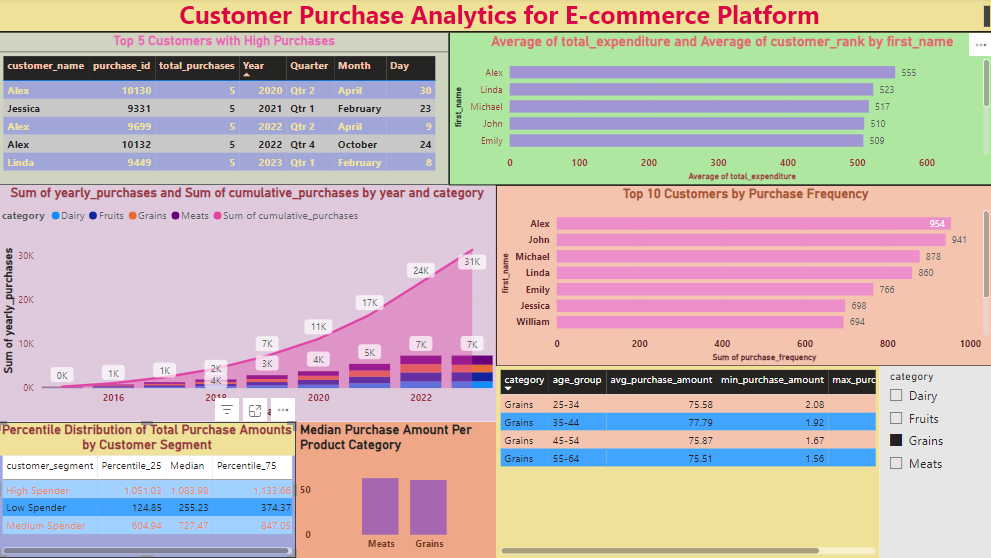 Customer Purchase Analytics for E-commerce Platform
Top 5 Customers with High Purchases
customer_name purchase_id total_purchases Year Quarter Month Day
Alex 10130 5 2020 Qtr 2 April 30
Jessica 9331 5 2021 Qtr 1 February 23
Alex 9699 5 2022 Qtr 2 April 9
Alex 10132 5 2022 Qtr 4 October 24
Linda 9449 5 2023 Qtr 1 February 8
Average of total_expenditure and Average of customer_rank by first_name
first_name
Alex 555
Linda 523
Michael 517
John 510
Emily 509
0 100 200 300 400 500 600
Average of total_expenditure
Sum of yearly_purchases and Sum of cumulative_purchases by year and category
category Dairy Fruits Grains Meats Sum of cumulative_purchases
Sum of yearly_purchases
30K
20K
10K
0K
0K 1K 1K 2K 7K 11K 17K 24K 31K
4K 3K 4K 5K 7K 7K
2016 2018 2020 2022
Top 10 Customers by Purchase Frequency
first_name
Alex 954
John 941
Michael 878
Linda 860
Emily 766
Jessica 698
William 694
0 200 400 600 800 1000
Sum of purchase_frequency
Percentile Distribution of Total Purchase Amounts
by Customer Segment
customer_segment Percentile_25 Median Percentile_75
High Spender 1,051.03 1,083.98 1,133.66
Low Spender 124.85 255.23 374.37
Medium Spender 604.94 727.47 847.05
Median Purchase Amount Per
Product Category
50
0
Meats Grains
category age_group avg_purchase_amount min_purchase_amount max_purc
Grains 25-34 75.58 2.08
Grains 35-44 77.79 1.92
Grains 45-54 75.87 1.67
Grains 55-64 75.51 1.56
category
Dairy
Fruits
Grains
Meats